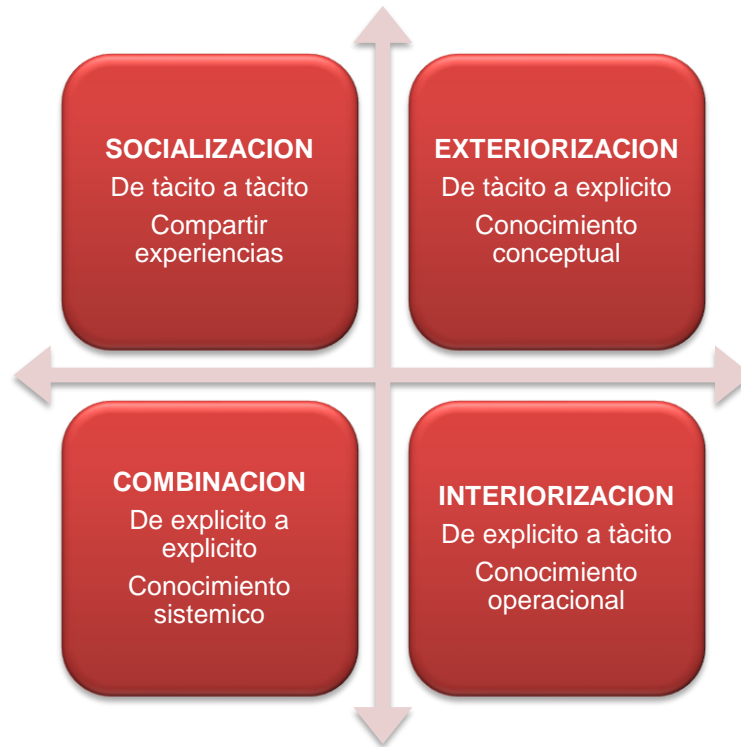 SOCIALIZACION
De tàcito a tàcito
Compartir
experiencias
EXTERIORIZACION
De tàcito a explicito
Conocimiento
conceptual
COMBINACION
De explicito a
explicito
Conocimiento
sistemico
INTERIORIZACION
De explicito a tàcito
Conocimiento
operacional